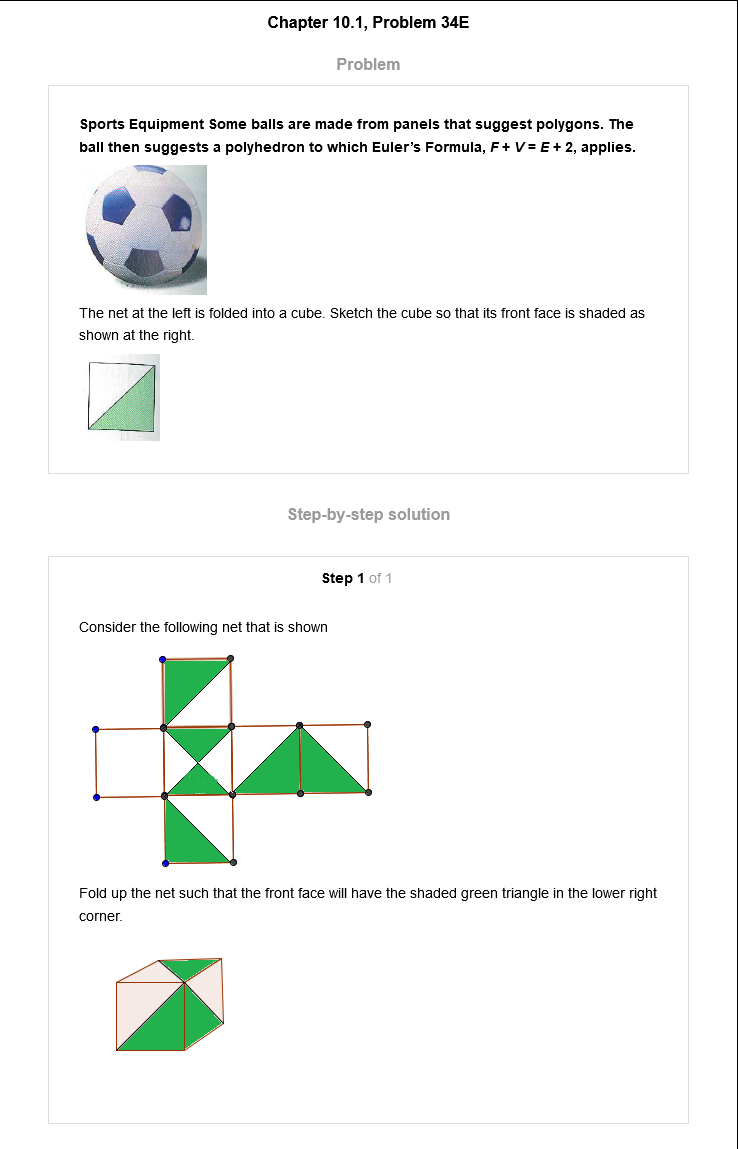 Chapter 10.1, Problem 34E
Problem
Sports Equipment Some balls are made from panels that suggest polygons. The
ball then suggests a polyhedron to which Euler’s Formula, F + V = E + 2, applies.
The net at the left is folded into a cube. Sketch the cube so that its front face is shaded as
shown at the right.
Step-by-step solution
Step 1 of 1
Consider the following net that is shown
Fold up the net such that the front face will have the shaded green triangle in the lower right
corner.